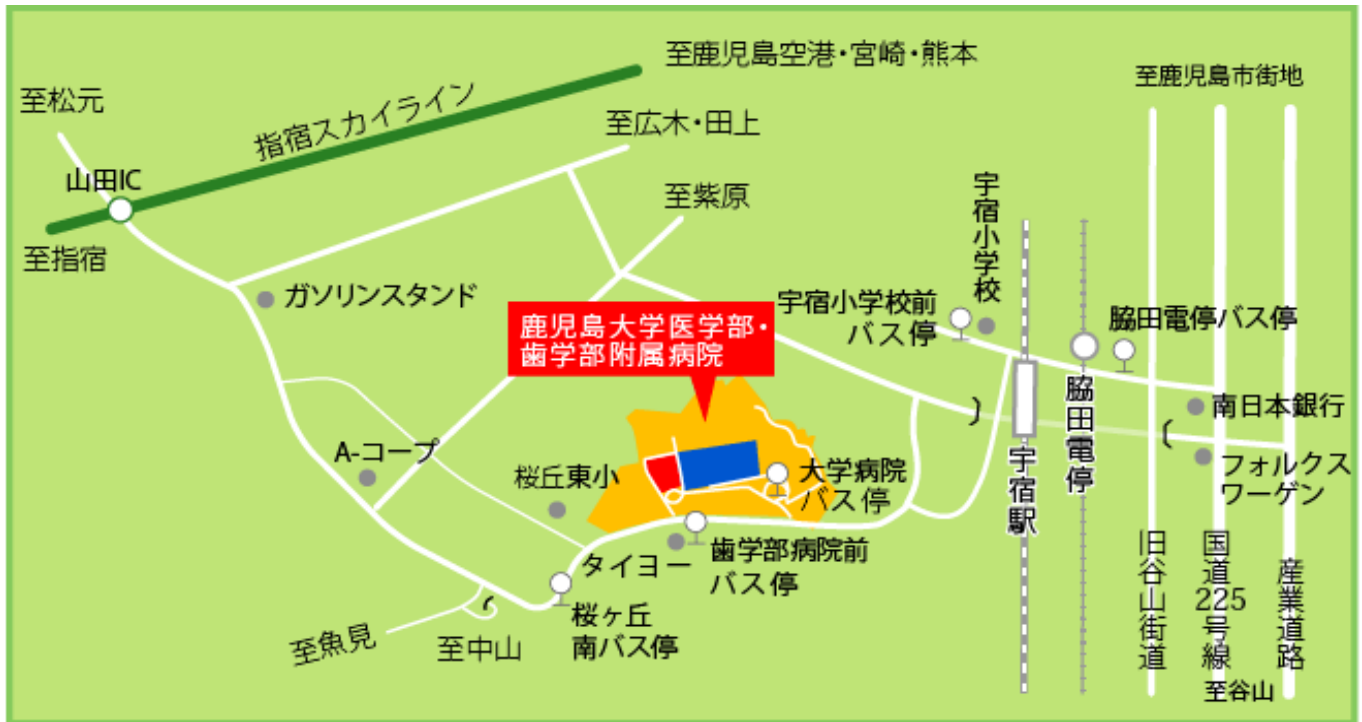 至鹿児島空港・宮崎・熊本
至鹿児島市街地
至松元
指宿スカイライン
至広木・田上
山田IC
至紫原
宇宿小学校
至指宿
ガソリンスタンド
宇宿小学校前
バス停
脇田電停バス停
鹿児島大学医学部・
歯学部附属病院
脇田電停
南日本銀行
A-コープ
桜丘東小
大学病院
バス停
宇宿駅
フォルクス
ワーゲン
タイヨー
歯学部病院前
バス停
旧谷山街道
国道225号線
産業道路
桜ヶ丘
南バス停
至魚見
至中山
至谷山